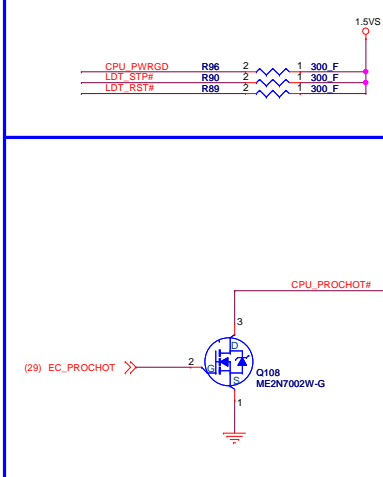 1.5VS
CPU_PWRGD R96 2 1 300_F
LDT_STP# R90 2 1 300_F
LDT_RST# R89 2 1 300_F
CPU_PROCHOT#
3
D
(29) EC_PROCHOT 2 G
Q108
S ME2N7002W-G
1